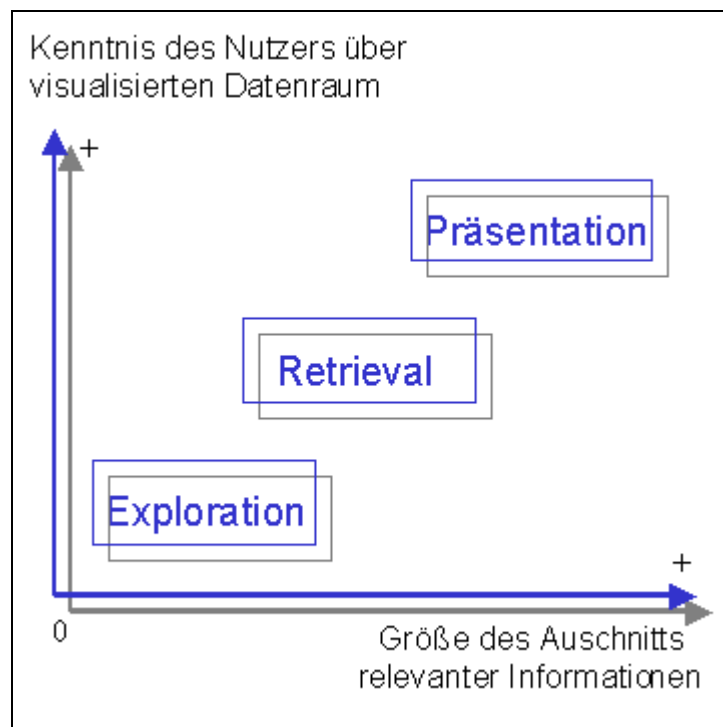 Kenntnis des Nutzers über
visualisierten Datenraum
+
Präsentation
Retrieval
Exploration
+
0
Größe des Auschnitts
relevanter Informationen